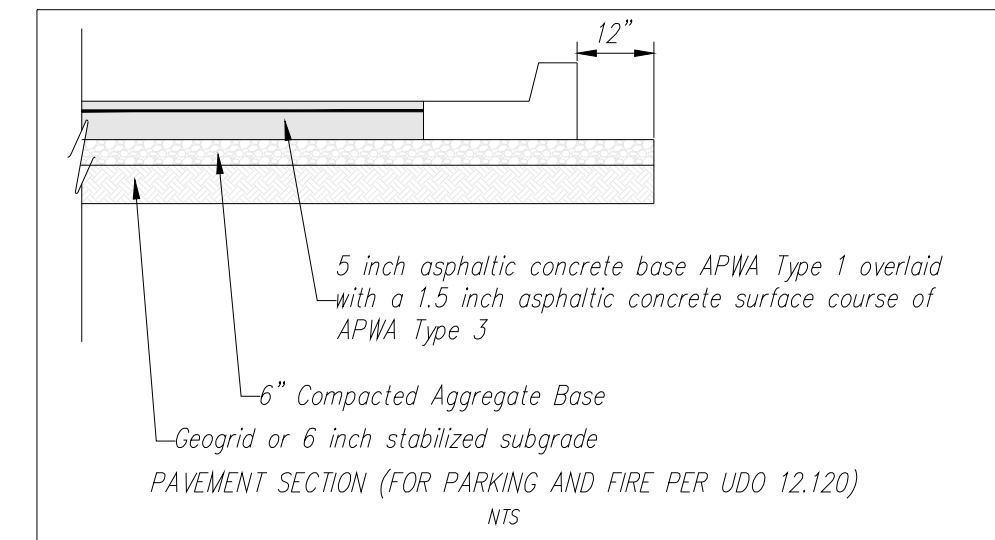 12"
5 inch asphaltic concrete base APWA Type 1 overlaid
with a 1.5 inch asphaltic concrete surface course of
APWA Type 3
6" Compacted Aggregate Base
Geogrid or 6 inch stabilized subgrade
PAVEMENT SECTION (FOR PARKING AND FIRE PER UDO 12.120)
NTS